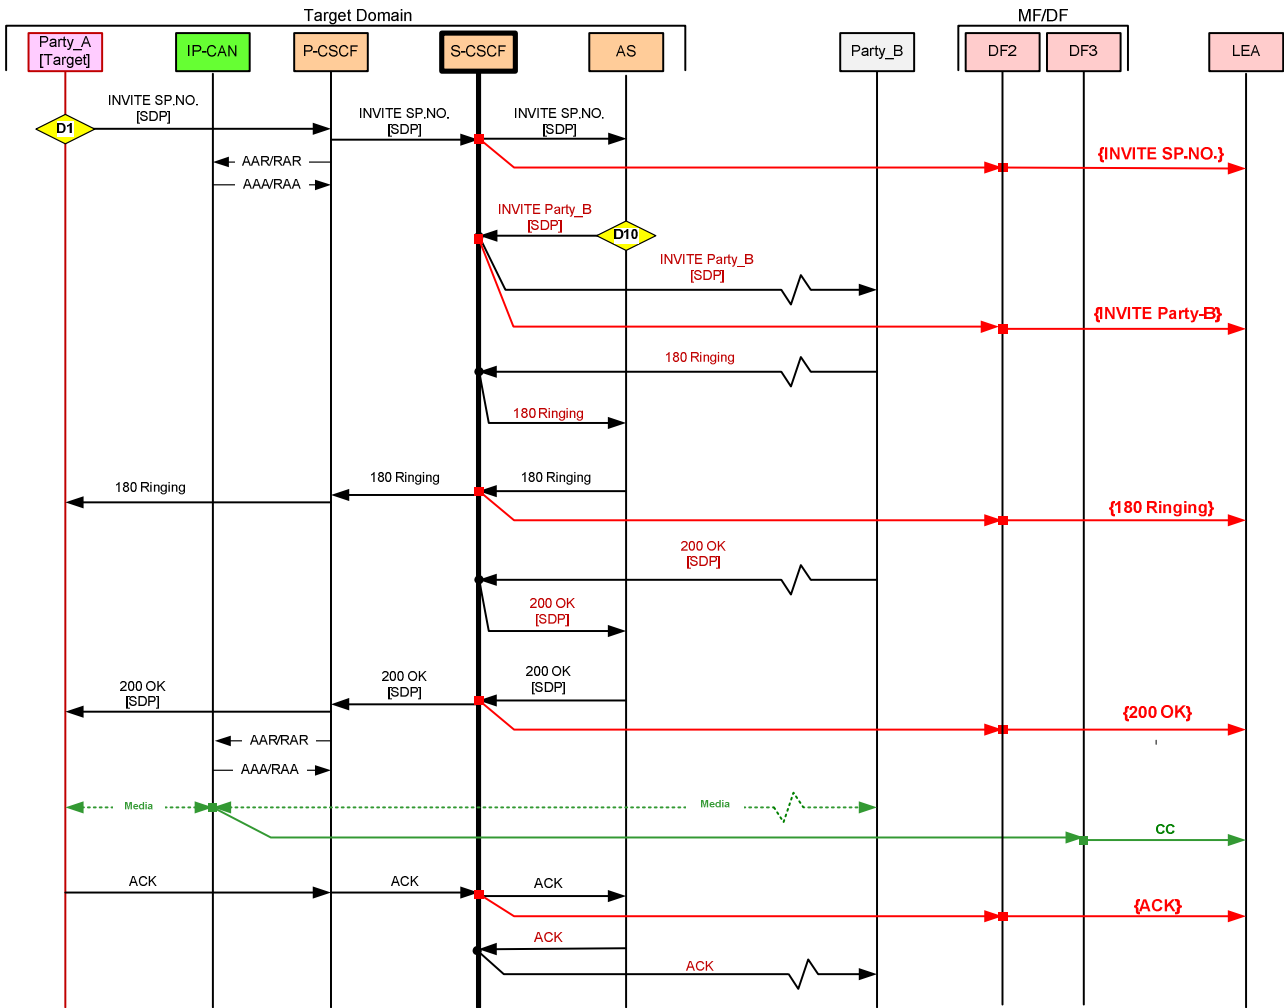 Target Domain
MF/DF
Party_A
[Target]
IP-CAN
P-CSCF
S-CSCF
AS
Party_B
DF2
DF3
LEA
INVITE SP.NO.
[SDP]
D1
INVITE SP.NO.
[SDP]
INVITE SP.NO.
[SDP]
{INVITE SP.NO.}
AAR/RAR
AAA/RAA
INVITE Party_B
[SDP]
D10
INVITE Party_B
[SDP]
{INVITE Party-B}
180 Ringing
180 Ringing
180 Ringing
180 Ringing
180 Ringing
{180 Ringing}
200 OK
[SDP]
200 OK
[SDP]
200 OK
[SDP]
200 OK
[SDP]
200 OK
[SDP]
{200 OK}
AAR/RAR
AAA/RAA
Media
Media
CC
ACK
ACK
ACK
{ACK}
ACK
ACK